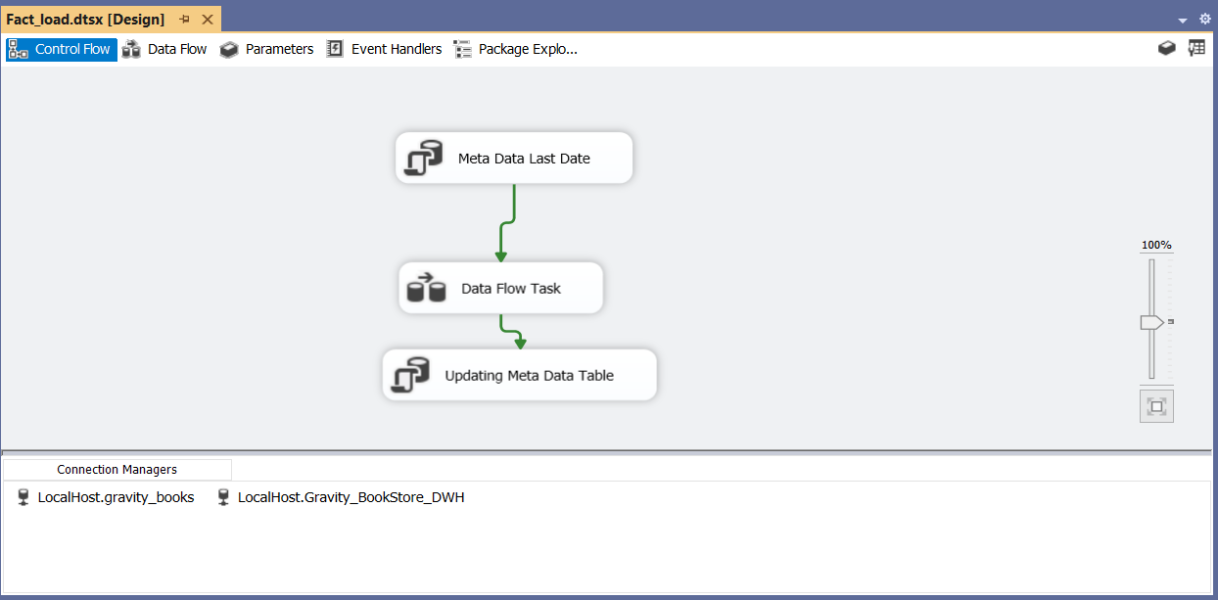 Fact_load.dtsx [Design]
Control Flow Data Flow Parameters Event Handlers Package Explo...
Meta Data Last Date
Data Flow Task
Updating Meta Data Table
100%
Connection Managers
LocalHost.gravity_books LocalHost.Gravity_BookStore_DWH